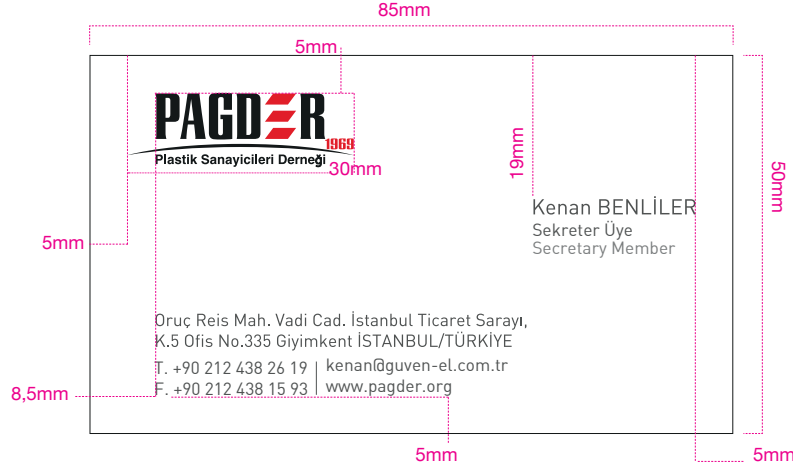 85mm
5mm
PAGDER
1969
Plastik Sanayicileri Derneği
30mm
19mm
50mm
Kenan BENLİLER
Sekreter Üye
Secretary Member
5mm
Oruç Reis Mah. Vadi Cad. İstanbul Ticaret Sarayı,
K.5 Ofis No.335 Giyimkent İSTANBUL/TÜRKİYE
T. +90 212 438 26 19 | kenan@guven-el.com.tr
F. +90 212 438 15 93 | www.pagder.org
8,5mm
5mm
5mm